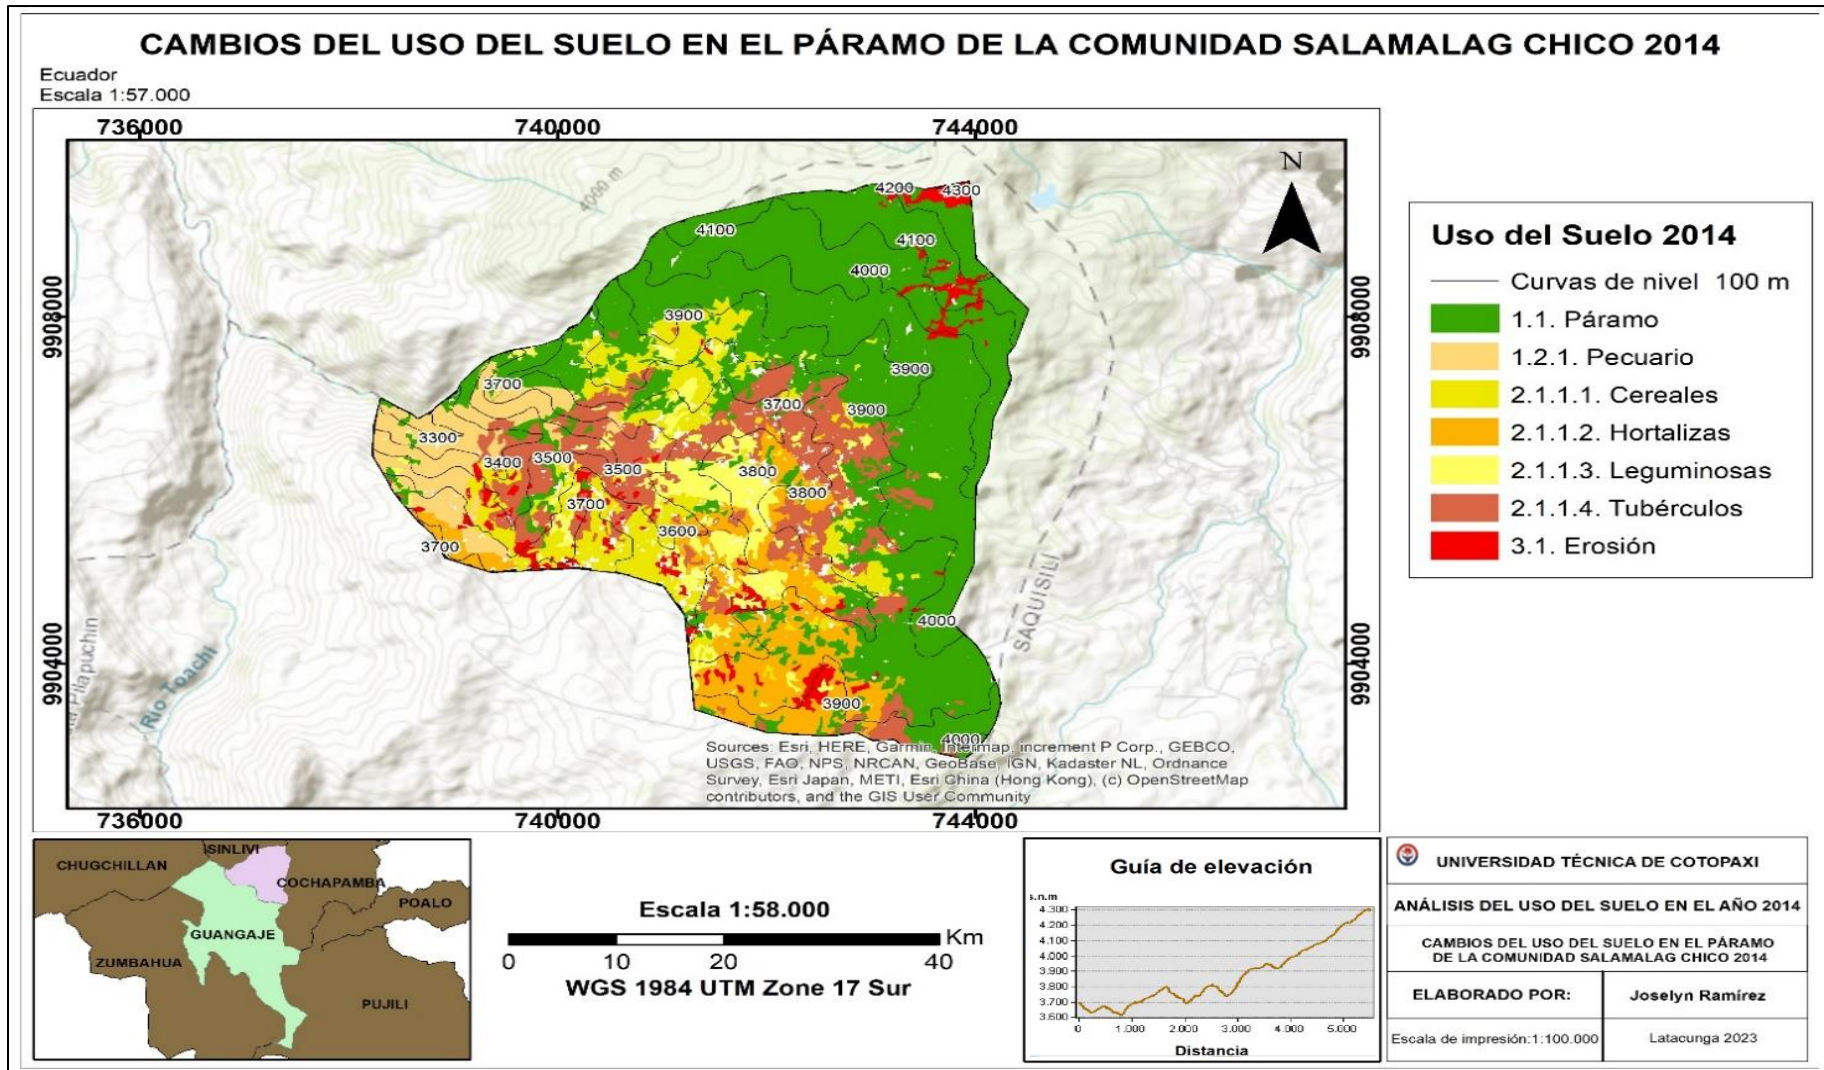 CAMBIOS DEL USO DEL SUELO EN EL PÁRAMO DE LA COMUNIDAD SALAMALAG CHICO 2014
Ecuador
Escala 1:57.000
736000
740000
744000
9908000
9904000
4000 m
N
4200
4300
4100
4100
4000
3900
3900
3700
3700
3900
3300
3400
3500
3500
3800
3800
3700
3600
3700
4000
3900
4000
SAQUISILI
Pilapuchin
Río Toachi
9908000
9904000
Sources: Esri, HERE, Garmin, Intermap, increment P Corp., GEBCO,
USGS, FAO, NPS, NRCAN, GeoBase, IGN, Kadaster NL, Ordnance
Survey, Esri Japan, METI, Esri China (Hong Kong), (c) OpenStreetMap
contributors, and the GIS User Community
736000
740000
744000
Uso del Suelo 2014
Curvas de nivel 100 m
1.1. Páramo
1.2.1. Pecuario
2.1.1.1. Cereales
2.1.1.2. Hortalizas
2.1.1.3. Leguminosas
2.1.1.4. Tubérculos
3.1. Erosión
SINLIVI
CHUGCHILLAN
COCHAPAMBA
POALO
GUANGAJE
ZUMBAHUA
PUJILI
Escala 1:58.000
Km
0 10 20 40
WGS 1984 UTM Zone 17 Sur
Guía de elevación
s.n.m
4.300
4.200
4.100
4.000
3.900
3.800
3.700
3.600
0 1.000 2.000 3.000 4.000 5.000
Distancia
UNIVERSIDAD TÉCNICA DE COTOPAXI
ANÁLISIS DEL USO DEL SUELO EN EL AÑO 2014
CAMBIOS DEL USO DEL SUELO EN EL PÁRAMO
DE LA COMUNIDAD SALAMALAG CHICO 2014
ELABORADO POR: Joselyn Ramírez
Escala de impresión:1:100.000 Latacunga 2023